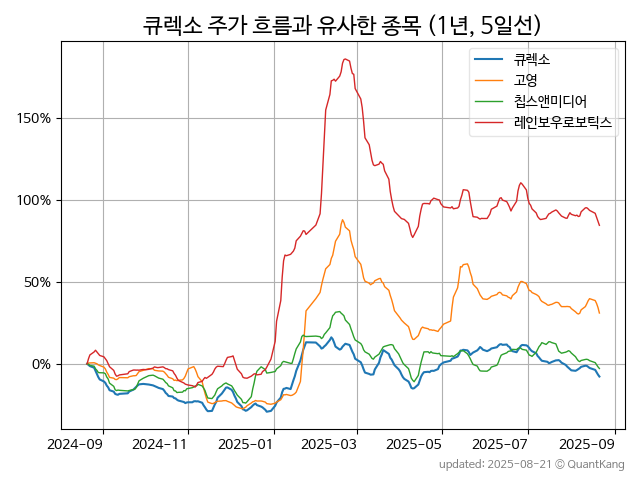 큐렉소 주가 흐름과 유사한 종목 (1년, 5일선)
큐렉소
고영
칩스앤미디어
레인보우로보틱스
150%
100%
50%
0%
2024-09 2024-11 2025-01 2025-03 2025-05 2025-07 2025-09
updated: 2025-08-21 © QuantKang